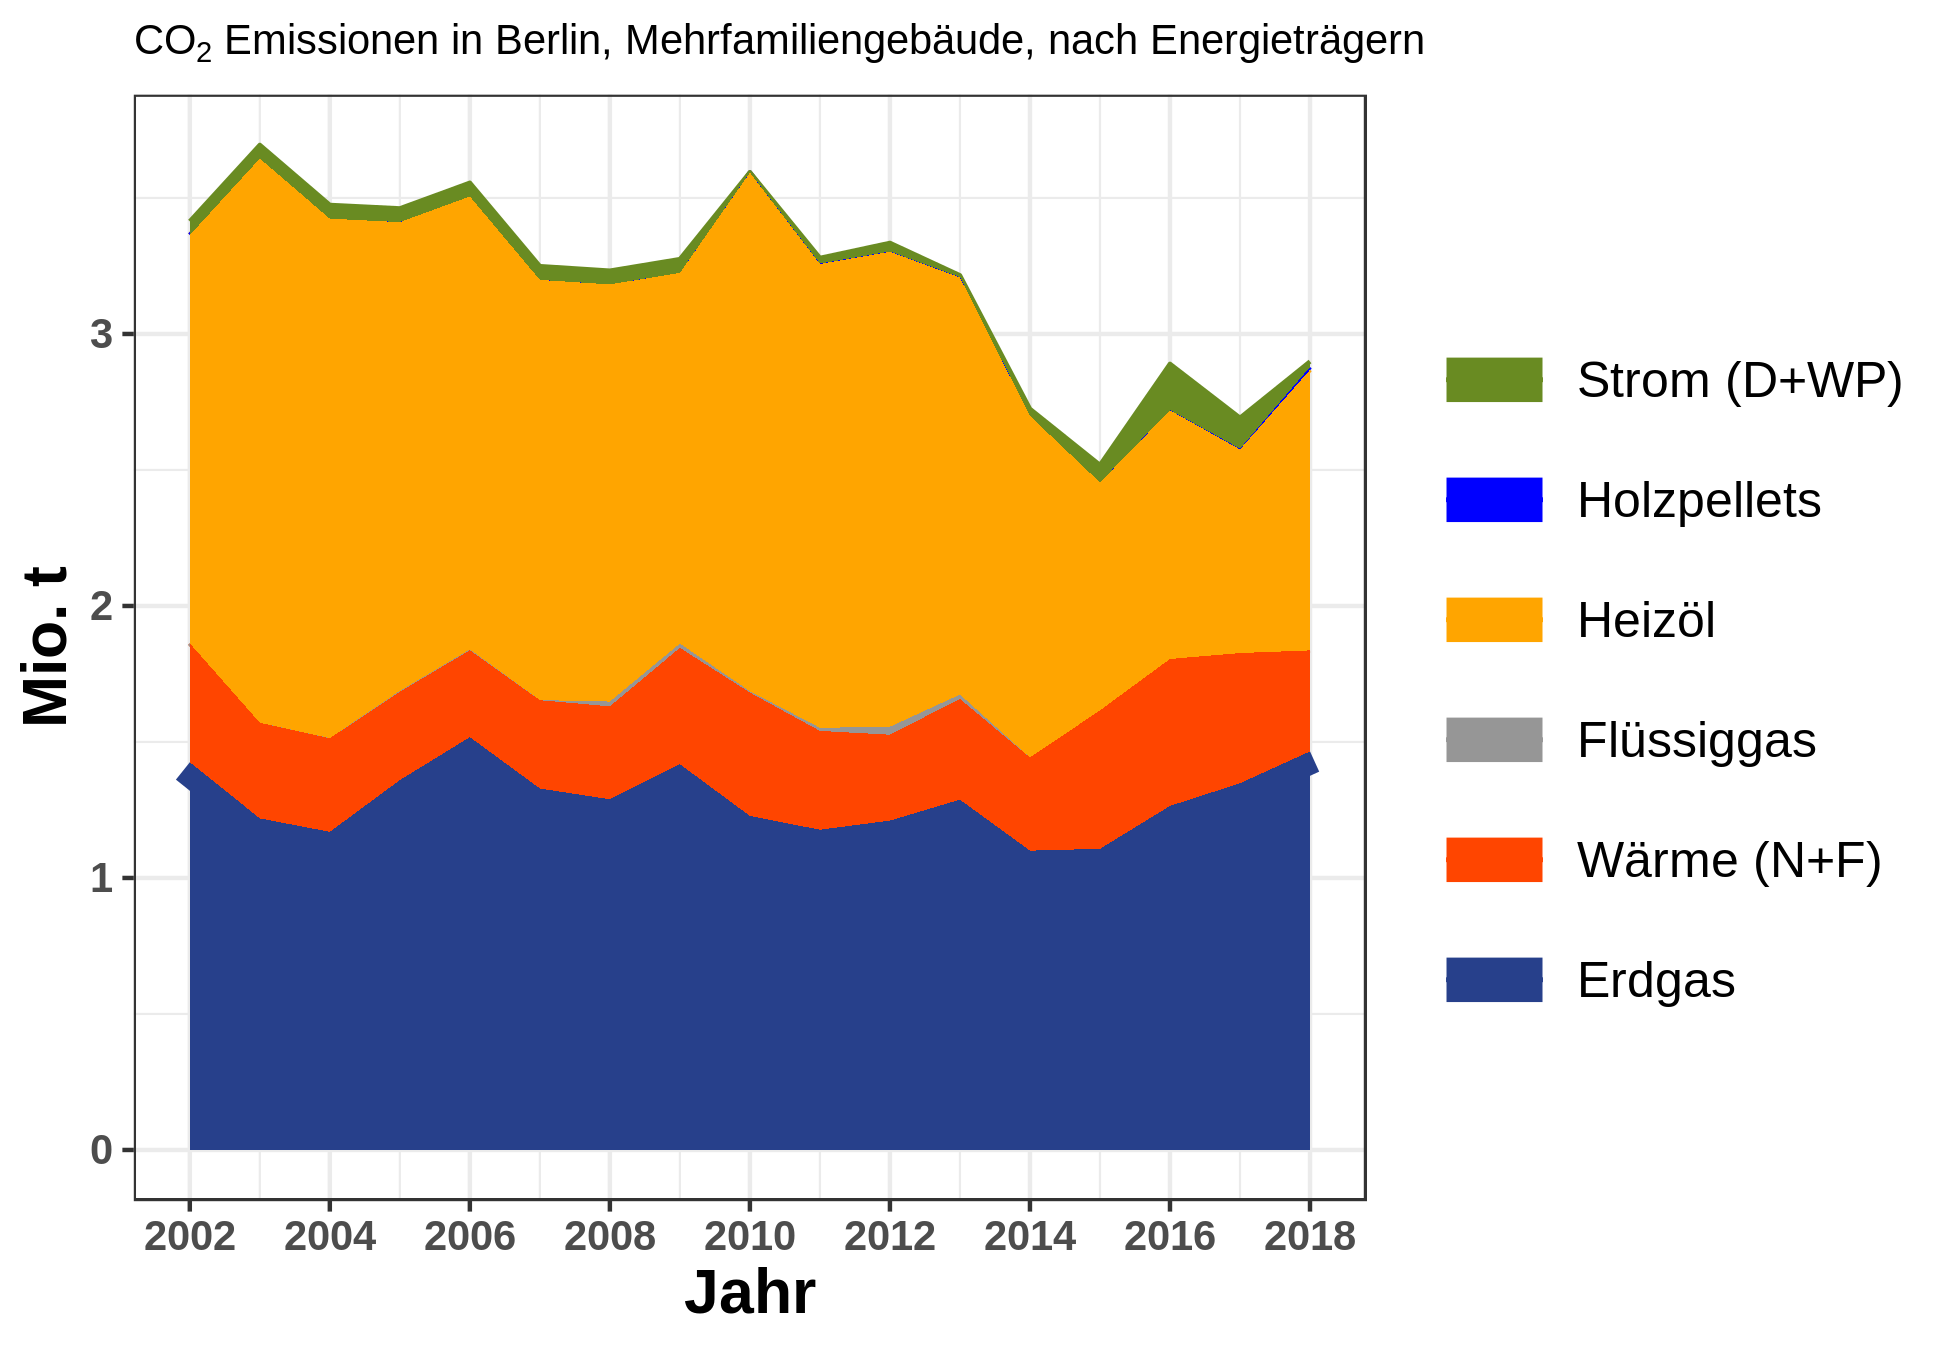 CO₂ Emissionen in Berlin, Mehrfamiliengebäude, nach Energieträgern
Mio. t
3
2
1
0
2002 2004 2006 2008 2010 2012 2014 2016 2018
Jahr
Strom (D+WP)
Holzpellets
Heizöl
Flüssiggas
Wärme (N+F)
Erdgas